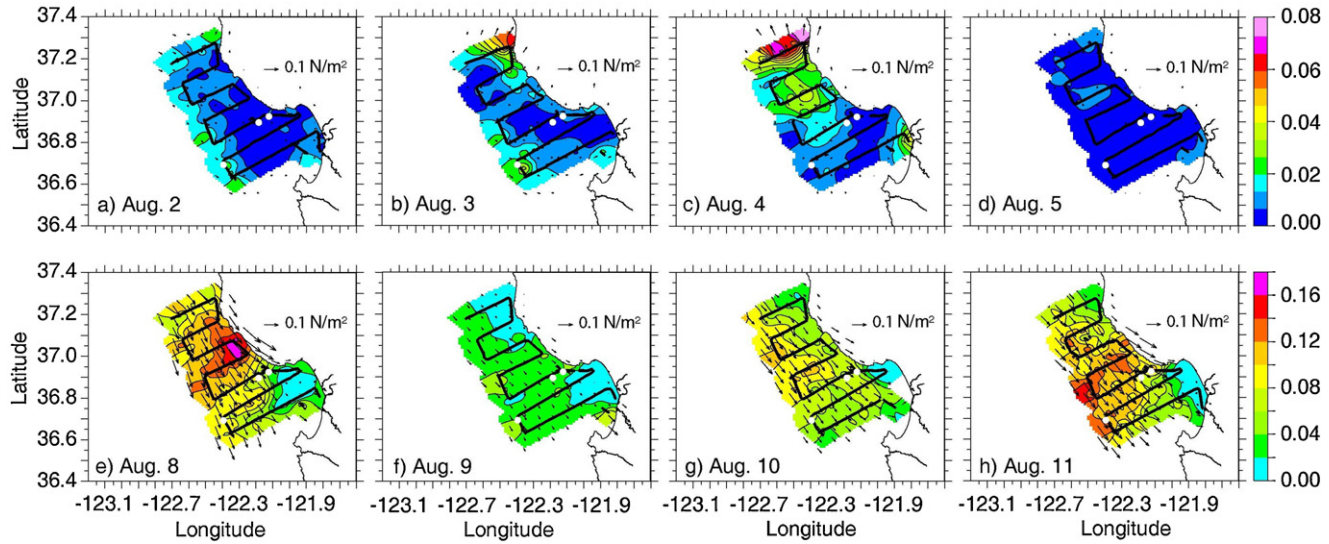 37.4
37.2
37.0
36.8
36.6
36.4
Latitude
0.1 N/m²
a) Aug. 2
0.1 N/m²
b) Aug. 3
0.1 N/m²
c) Aug. 4
0.1 N/m²
d) Aug. 5
0.08
0.06
0.04
0.02
0.00
37.4
37.2
37.0
36.8
36.6
36.4
Latitude
0.1 N/m²
e) Aug. 8
0.1 N/m²
f) Aug. 9
0.1 N/m²
g) Aug. 10
0.1 N/m²
h) Aug. 11
0.16
0.12
0.08
0.04
0.00
-123.1 -122.7 -122.3 -121.9
Longitude
-123.1 -122.7 -122.3 -121.9
Longitude
-123.1 -122.7 -122.3 -121.9
Longitude
-123.1 -122.7 -122.3 -121.9
Longitude